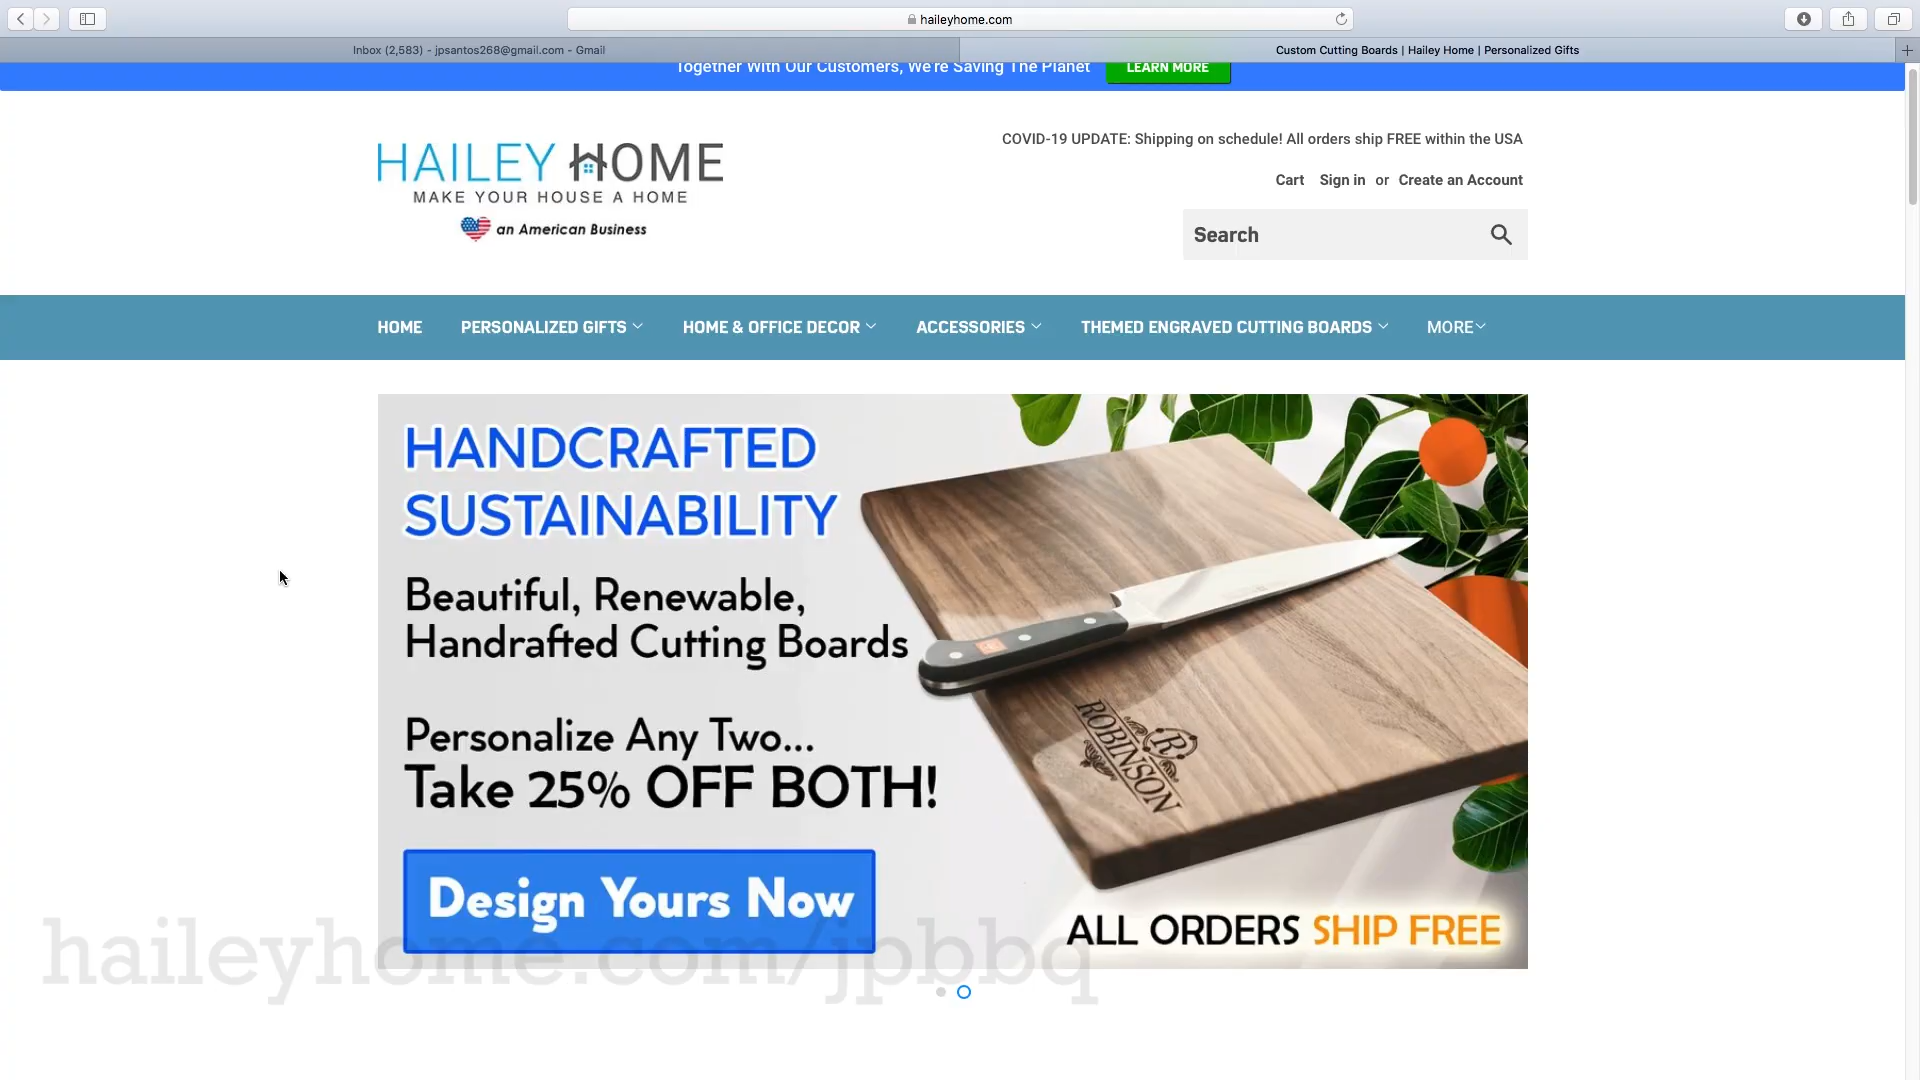 haileyhome.com
Inbox (2,583) - jpsantos268@gmail.com - Gmail
Custom Cutting Boards | Hailey Home | Personalized Gifts
Together With Our Customers, We're Saving The Planet
LEARN MORE
HAILEY HOME
MAKE YOUR HOUSE A HOME
an American Business
COVID-19 UPDATE: Shipping on schedule! All orders ship FREE within the USA
Cart Sign in or Create an Account
Search
HOME PERSONALIZED GIFTS HOME & OFFICE DECOR ACCESSORIES THEMED ENGRAVED CUTTING BOARDS MORE
HANDCRAFTED
SUSTAINABILITY
Beautiful, Renewable,
Handrafted Cutting Boards
Personalize Any Two...
Take 25% OFF BOTH!
Design Yours Now
R
ROBINSON
ALL ORDERS SHIP FREE
haileyhome.com/jpbbq